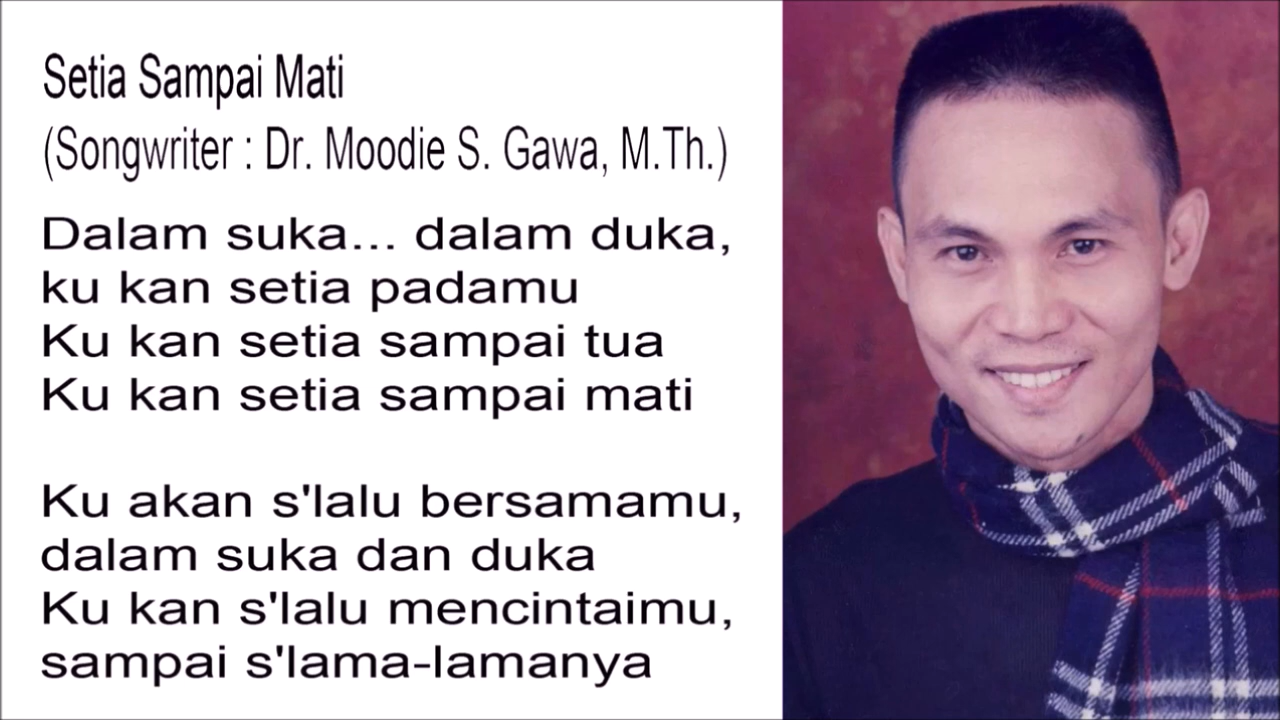 Setia Sampai Mati
(Songwriter : Dr. Moodie S. Gawa, M.Th.)
Dalam suka... dalam duka,
ku kan setia padamu
Ku kan setia sampai tua
Ku kan setia sampai mati
Ku akan s'lalu bersamamu,
dalam suka dan duka
Ku kan s'lalu mencintaimu,
sampai s'lama-lamanya